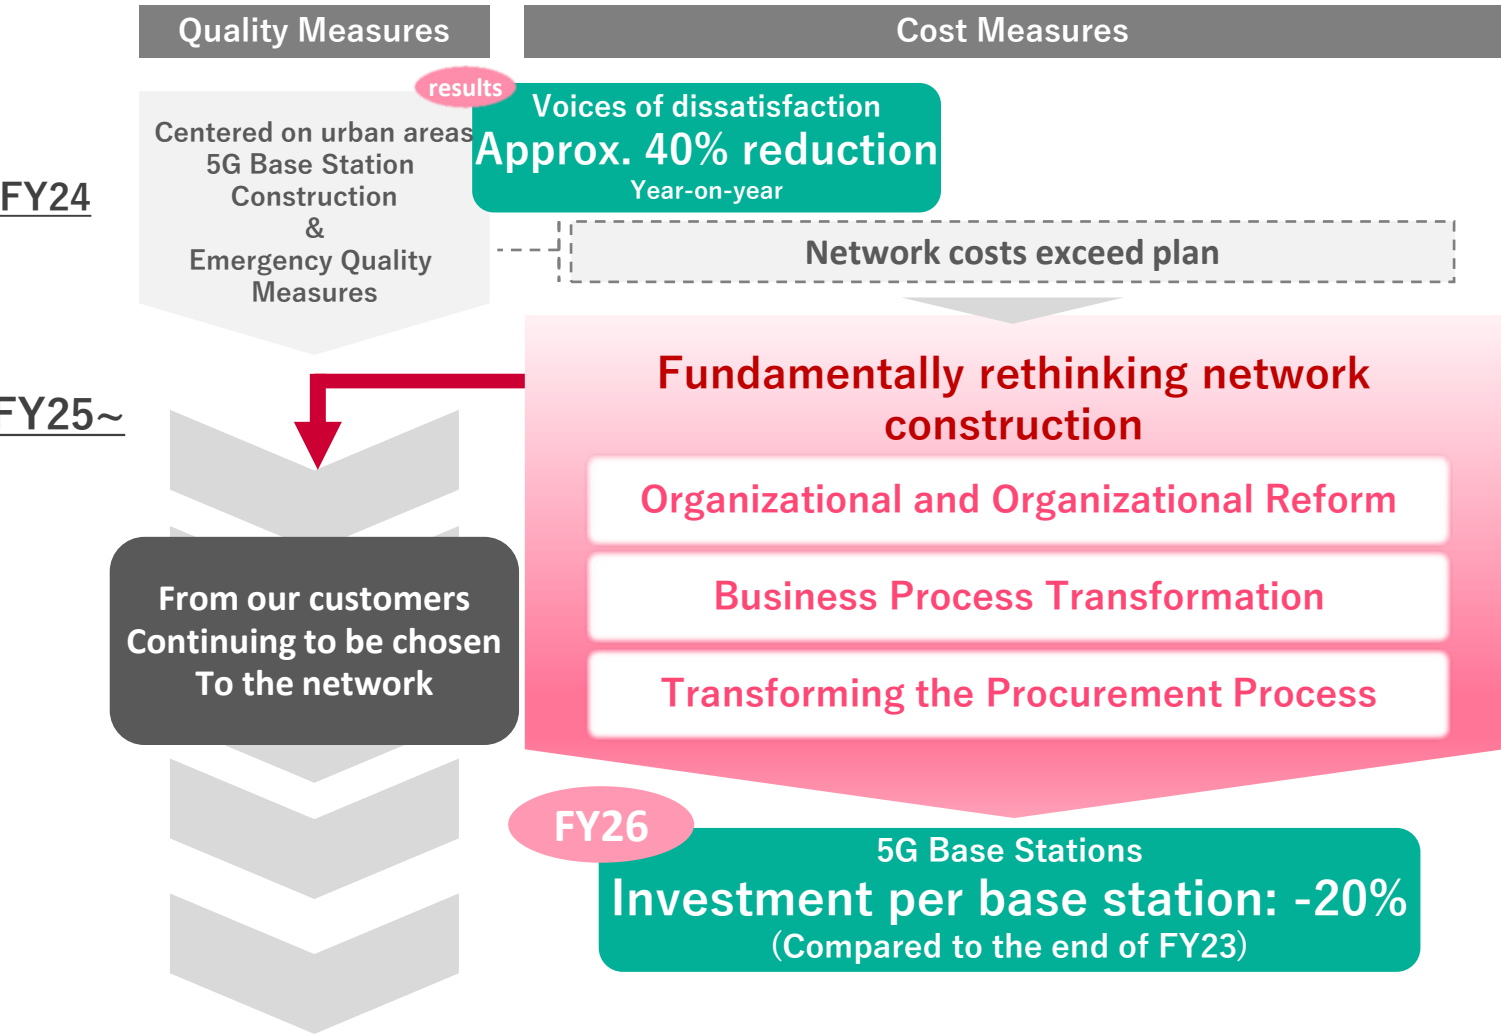 Quality Measures
Cost Measures
results
Voices of dissatisfaction
Approx. 40% reduction
Year-on-year
FY24
Centered on urban areas
5G Base Station
Construction
&
Emergency Quality
Measures
Network costs exceed plan
FY25~
Fundamentally rethinking network
construction
Organizational and Organizational Reform
Business Process Transformation
Transforming the Procurement Process
From our customers
Continuing to be chosen
To the network
FY26
5G Base Stations
Investment per base station: -20%
(Compared to the end of FY23)